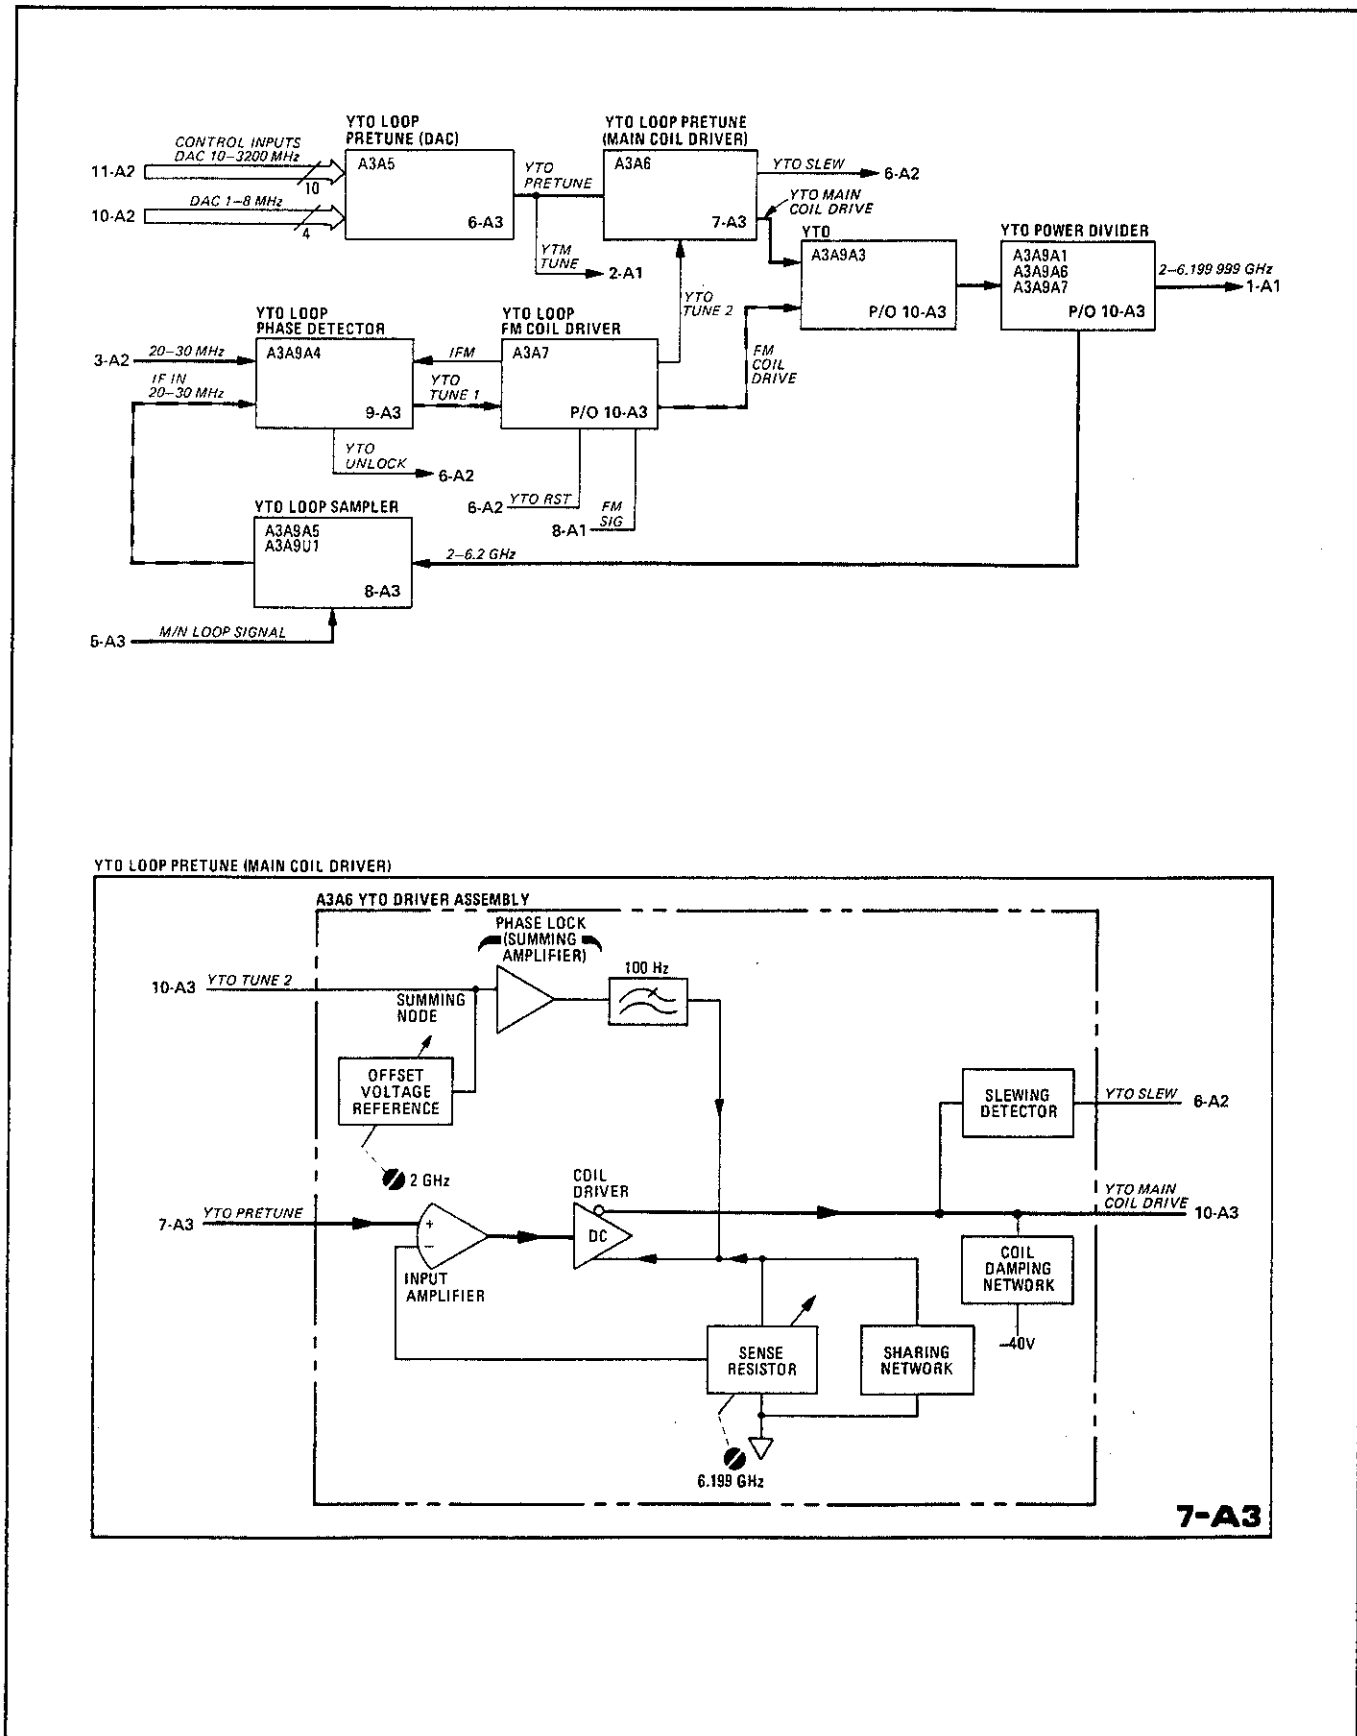 YTO LOOP
PRETUNE (DAC)
YTO LOOP PRETUNE
(MAIN COIL DRIVER)
CONTROL INPUTS
DAC 10–3200 MHz
11-A2
10
A3A5
6-A3
YTO
PRETUNE
A3A6
7-A3
YTO SLEW
6-A2
YTO MAIN
COIL DRIVE
10-A2
DAC 1–8 MHz
4
YTM
TUNE
2-A1
YTO
TUNE 2
YTO
A3A9A3
P/O 10-A3
YTO POWER DIVIDER
A3A9A1
A3A9A6
A3A9A7
P/O 10-A3
2–6.199 999 GHz
1-A1
YTO LOOP
PHASE DETECTOR
YTO LOOP
FM COIL DRIVER
3-A2
20–30 MHz
IF IN
20–30 MHz
A3A9A4
9-A3
IFM
YTO
TUNE 1
A3A7
P/O 10-A3
FM
COIL
DRIVE
YTO
UNLOCK
6-A2
6-A2
YTO RST
8-A1
FM
SIG
YTO LOOP SAMPLER
A3A9A5
A3A9U1
8-A3
2–6.2 GHz
5-A3
M/N LOOP SIGNAL
YTO LOOP PRETUNE (MAIN COIL DRIVER)
A3A6 YTO DRIVER ASSEMBLY
PHASE LOCK
(SUMMING
AMPLIFIER)
100 Hz
10-A3
YTO TUNE 2
SUMMING
NODE
OFFSET
VOLTAGE
REFERENCE
2 GHz
SLEWING
DETECTOR
YTO SLEW
6-A2
COIL
DRIVER
7-A3
YTO PRETUNE
+
–
DC
INPUT
AMPLIFIER
YTO MAIN
COIL DRIVE
10-A3
COIL
DAMPING
NETWORK
–40V
SENSE
RESISTOR
SHARING
NETWORK
6.199 GHz
7-A3